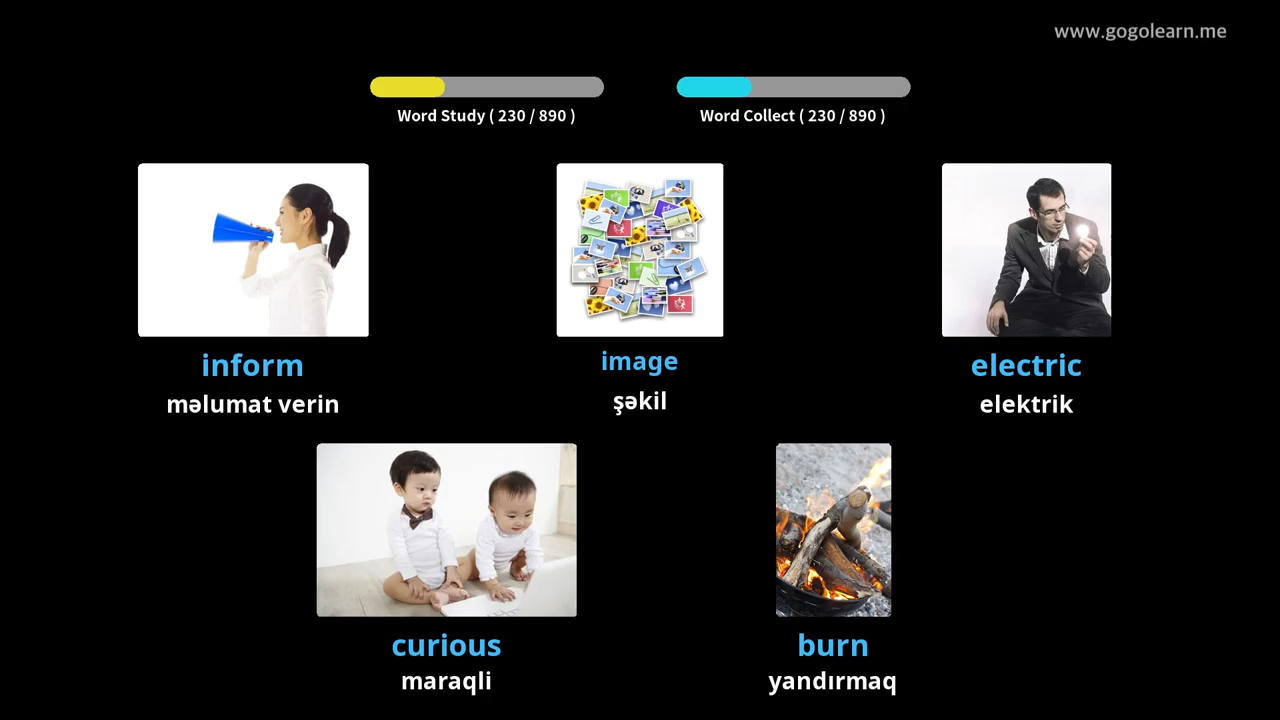 www.gogolearn.me
Word Study ( 230 / 890 )
Word Collect ( 230 / 890 )
inform
məlumat verin
image
şəkil
electric
elektrik
curious
maraqli
burn
yandırmaq